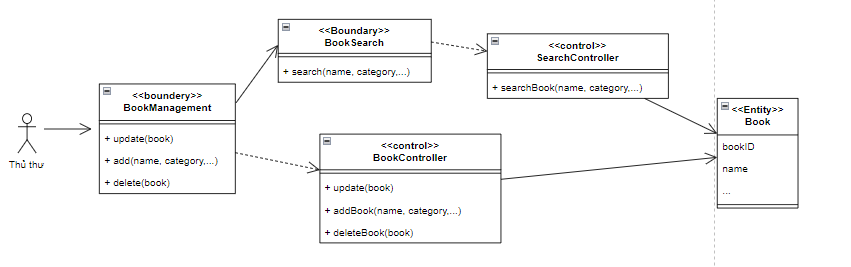 <<Boundary>>
BookSearch
+ search(name, category,...)
<<control>>
SearchController
+ searchBook(name, category,...)
<<boundery>>
BookManagement
+ update(book)
+ add(name, category,...)
+ delete(book)
Thủ thư
<<control>>
BookController
+ update(book)
+ addBook(name, category,...)
+ deleteBook(book)
<<Entity>>
Book
bookID
name
...